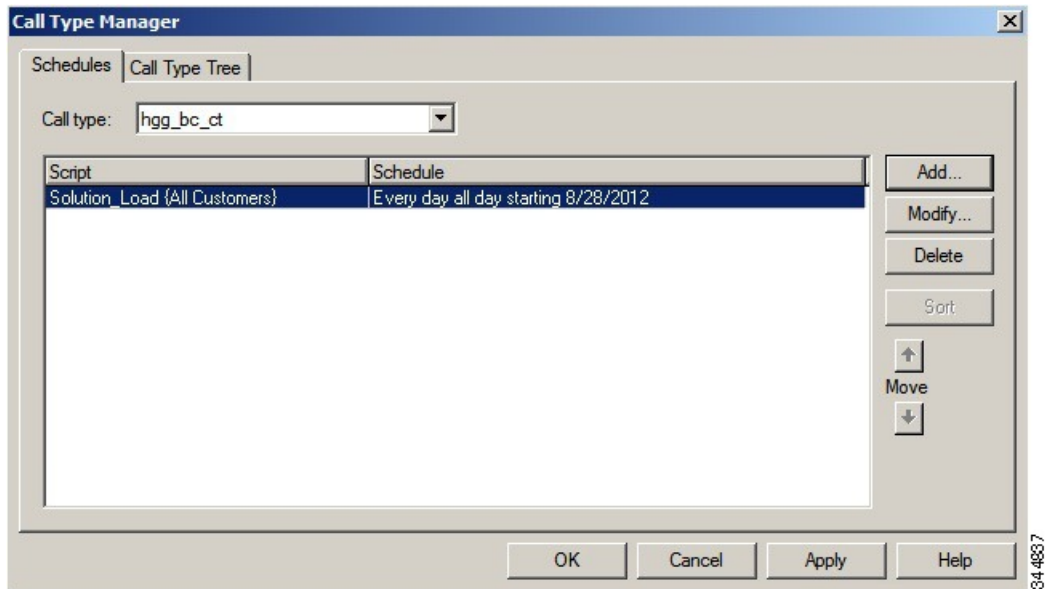 Call Type Manager
Schedules
Call Type Tree
Call type:
hgg_bc_ct
Script
Schedule
Solution_Load {All Customers}
Every day all day starting 8/28/2012
Add...
Modify...
Delete
Sort
Move
OK
Cancel
Apply
Help
344837